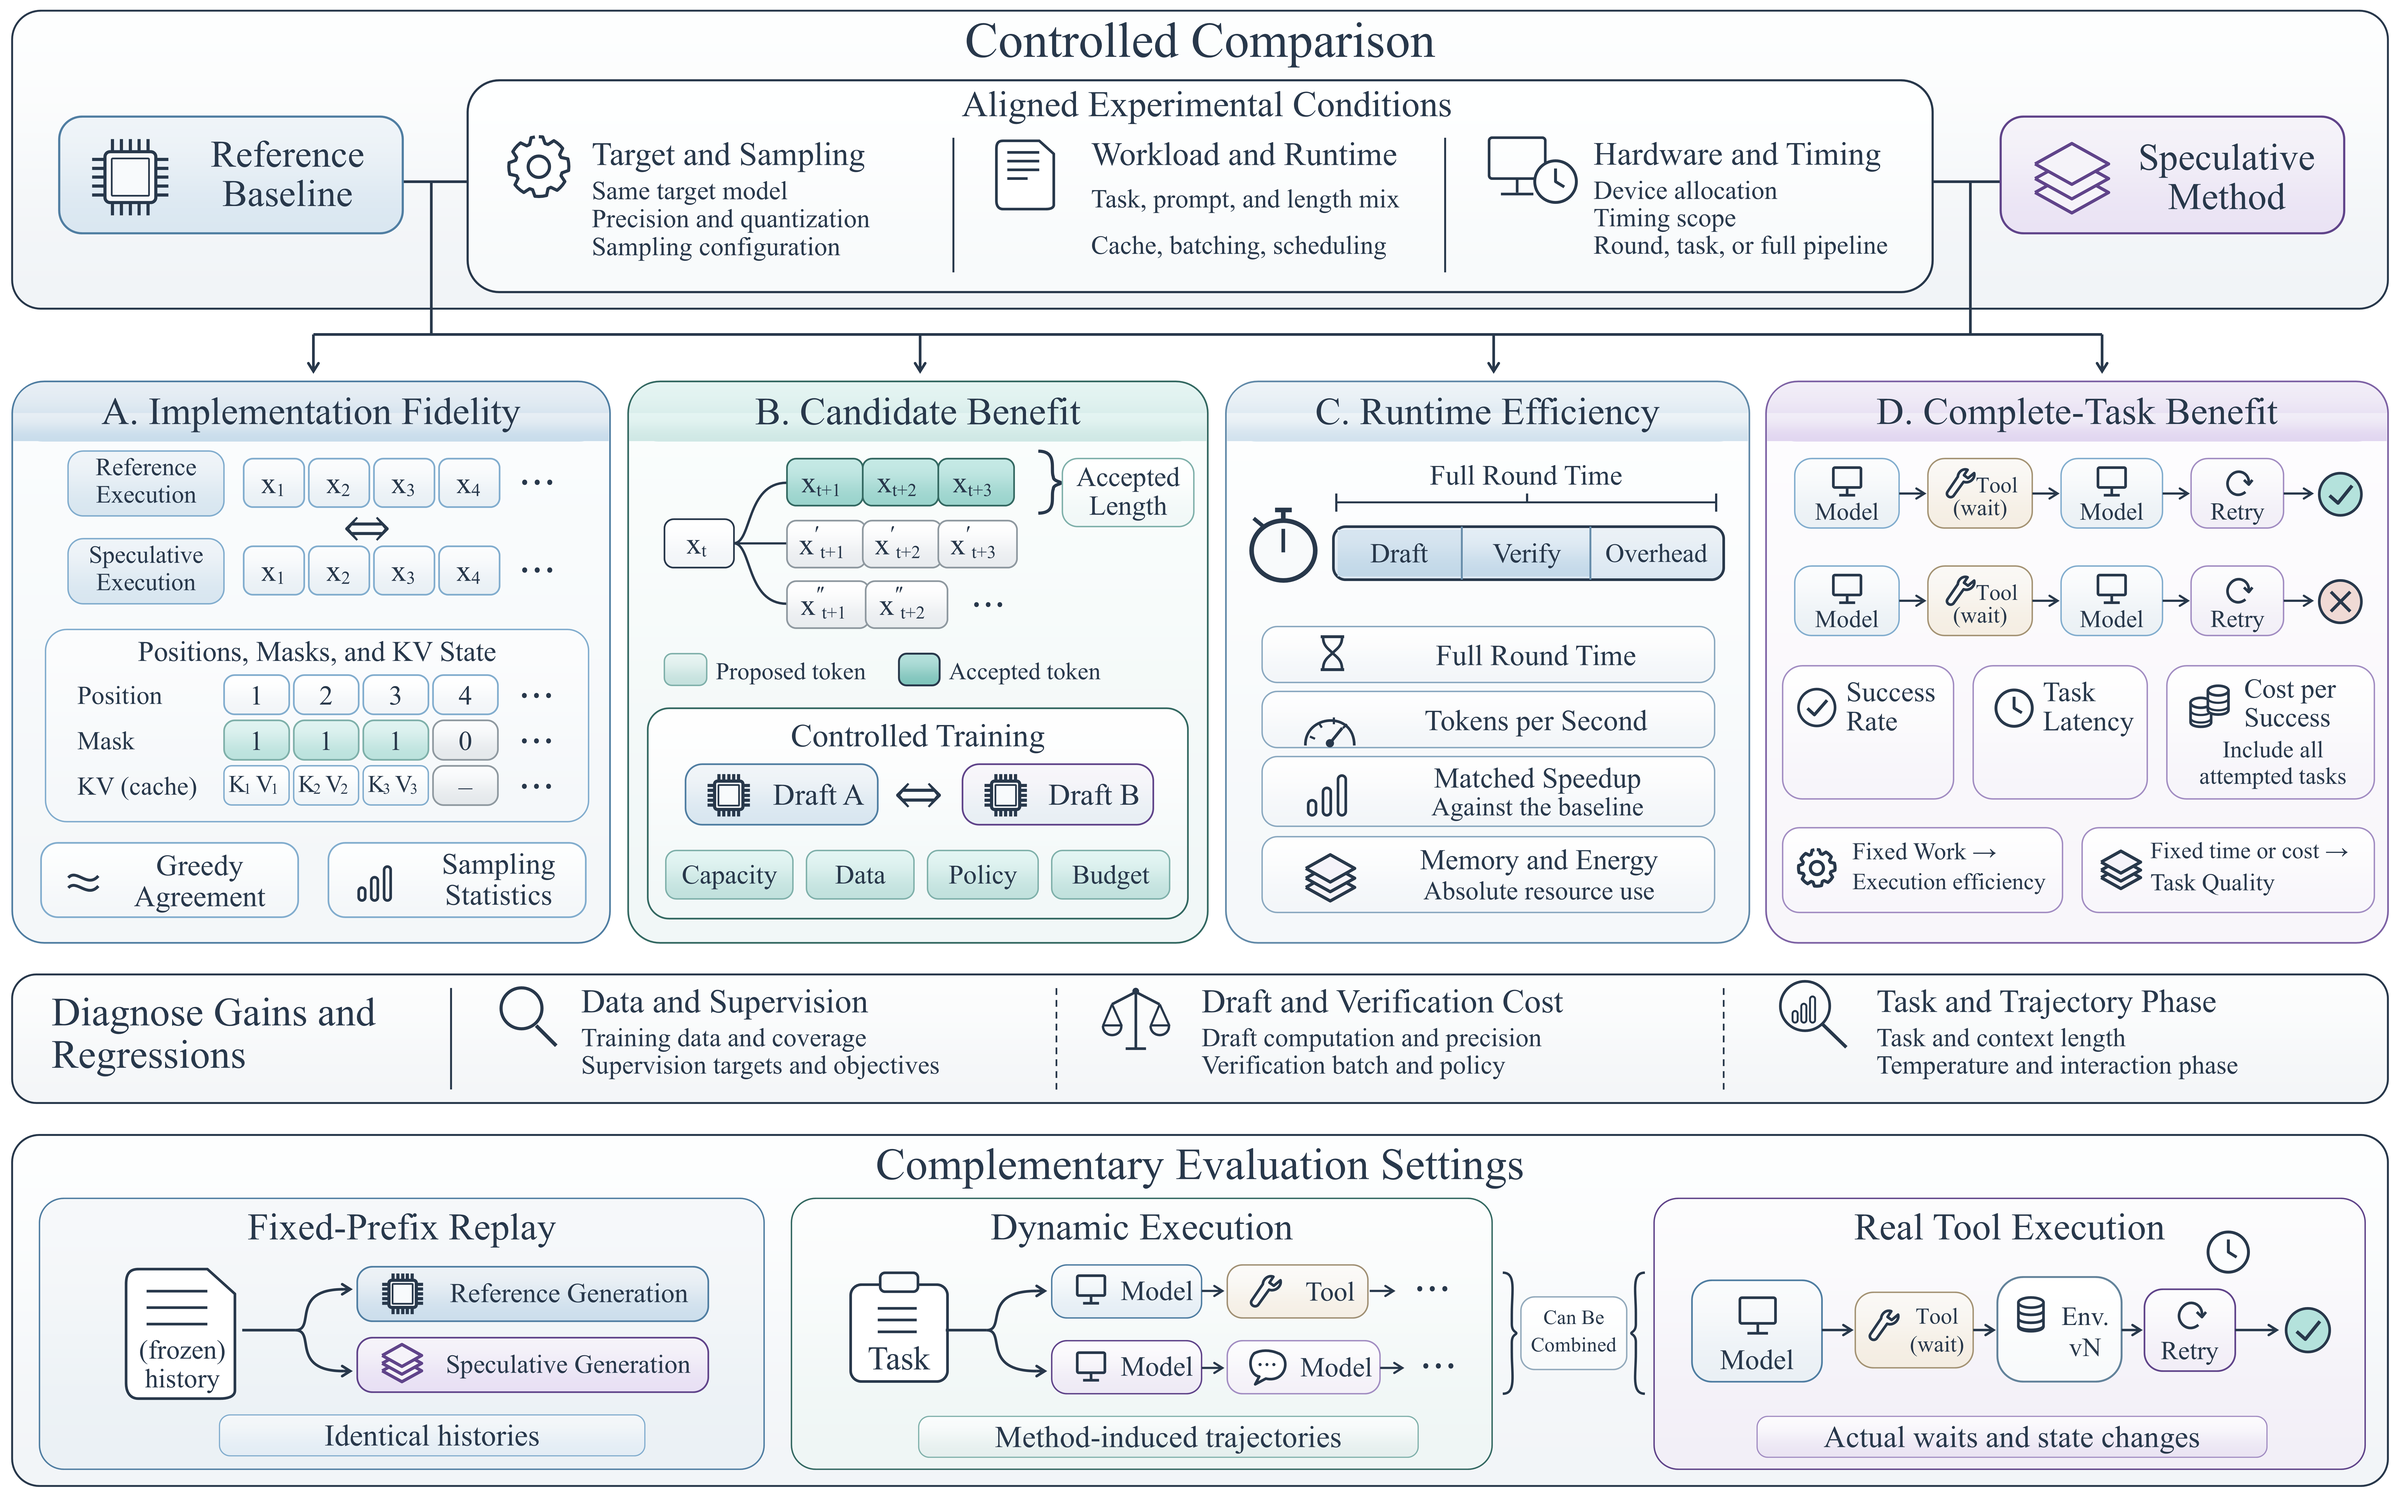 Controlled Comparison
Reference
Baseline
Aligned Experimental Conditions
Target and Sampling
Same target model
Precision and quantization
Sampling configuration
Workload and Runtime
Task, prompt, and length mix
Cache, batching, scheduling
Hardware and Timing
Device allocation
Timing scope
Round, task, or full pipeline
Speculative
Method
A. Implementation Fidelity
Reference
Execution
x₁ x₂ x₃ x₄ ⋯
⇔
Speculative
Execution
x₁ x₂ x₃ x₄ ⋯
Positions, Masks, and KV State
Position 1 2 3 4 ⋯
Mask 1 1 1 0 ⋯
KV (cache) K₁ V₁ K₂ V₂ K₃ V₃ – ⋯
Greedy
Agreement
Sampling
Statistics
B. Candidate Benefit
xₜ
xₜ₊₁ xₜ₊₂ xₜ₊₃
x′ₜ₊₁ x′ₜ₊₂ x′ₜ₊₃
x″ₜ₊₁ x″ₜ₊₂ ⋯
Accepted
Length
Proposed token
Accepted token
Controlled Training
Draft A ⇔ Draft B
Capacity Data Policy Budget
C. Runtime Efficiency
Full Round Time
Draft Verify Overhead
Full Round Time
Tokens per Second
Matched Speedup
Against the baseline
Memory and Energy
Absolute resource use
D. Complete-Task Benefit
Model → Tool (wait) → Model → Retry →
Model → Tool (wait) → Model → Retry →
Success
Rate
Task
Latency
Cost per
Success
Include all
attempted tasks
Fixed Work →
Execution efficiency
Fixed time or cost →
Task Quality
Diagnose Gains and
Regressions
Data and Supervision
Training data and coverage
Supervision targets and objectives
Draft and Verification Cost
Draft computation and precision
Verification batch and policy
Task and Trajectory Phase
Task and context length
Temperature and interaction phase
Complementary Evaluation Settings
Fixed-Prefix Replay
(frozen)
history
Reference Generation
Speculative Generation
Identical histories
Dynamic Execution
Task
Model → Tool → ⋯
Model → Model → ⋯
Method-induced trajectories
Can Be
Combined
Real Tool Execution
Model
Tool
(wait)
Env.
vN
Retry
Actual waits and state changes